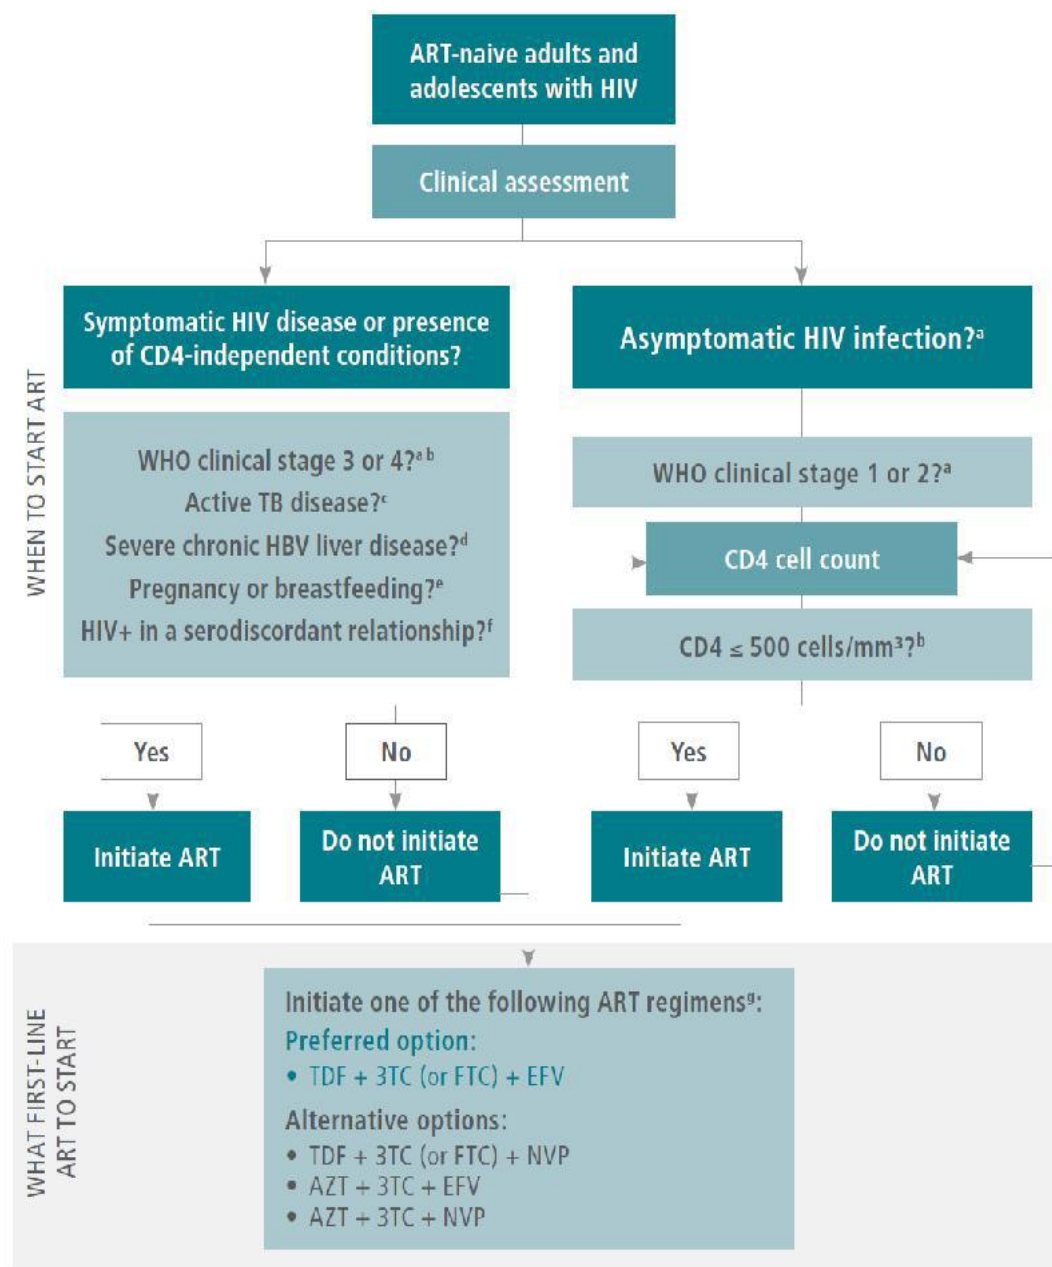 ART-naive adults and
adolescents with HIV
Clinical assessment
WHEN TO START ART
Symptomatic HIV disease or presence
of CD4-independent conditions?
WHO clinical stage 3 or 4?ᵃ ᵇ
Active TB disease?ᶜ
Severe chronic HBV liver disease?ᵈ
Pregnancy or breastfeeding?ᵉ
HIV+ in a serodiscordant relationship?ᶠ
Yes
No
Initiate ART
Do not initiate
ART
Asymptomatic HIV infection?ᵃ
WHO clinical stage 1 or 2?ᵃ
CD4 cell count
CD4 ≤ 500 cells/mm³?ᵇ
Yes
No
Initiate ART
Do not initiate
ART
WHAT FIRST-LINE
ART TO START
Initiate one of the following ART regimensᵍ:
Preferred option:
• TDF + 3TC (or FTC) + EFV
Alternative options:
• TDF + 3TC (or FTC) + NVP
• AZT + 3TC + EFV
• AZT + 3TC + NVP